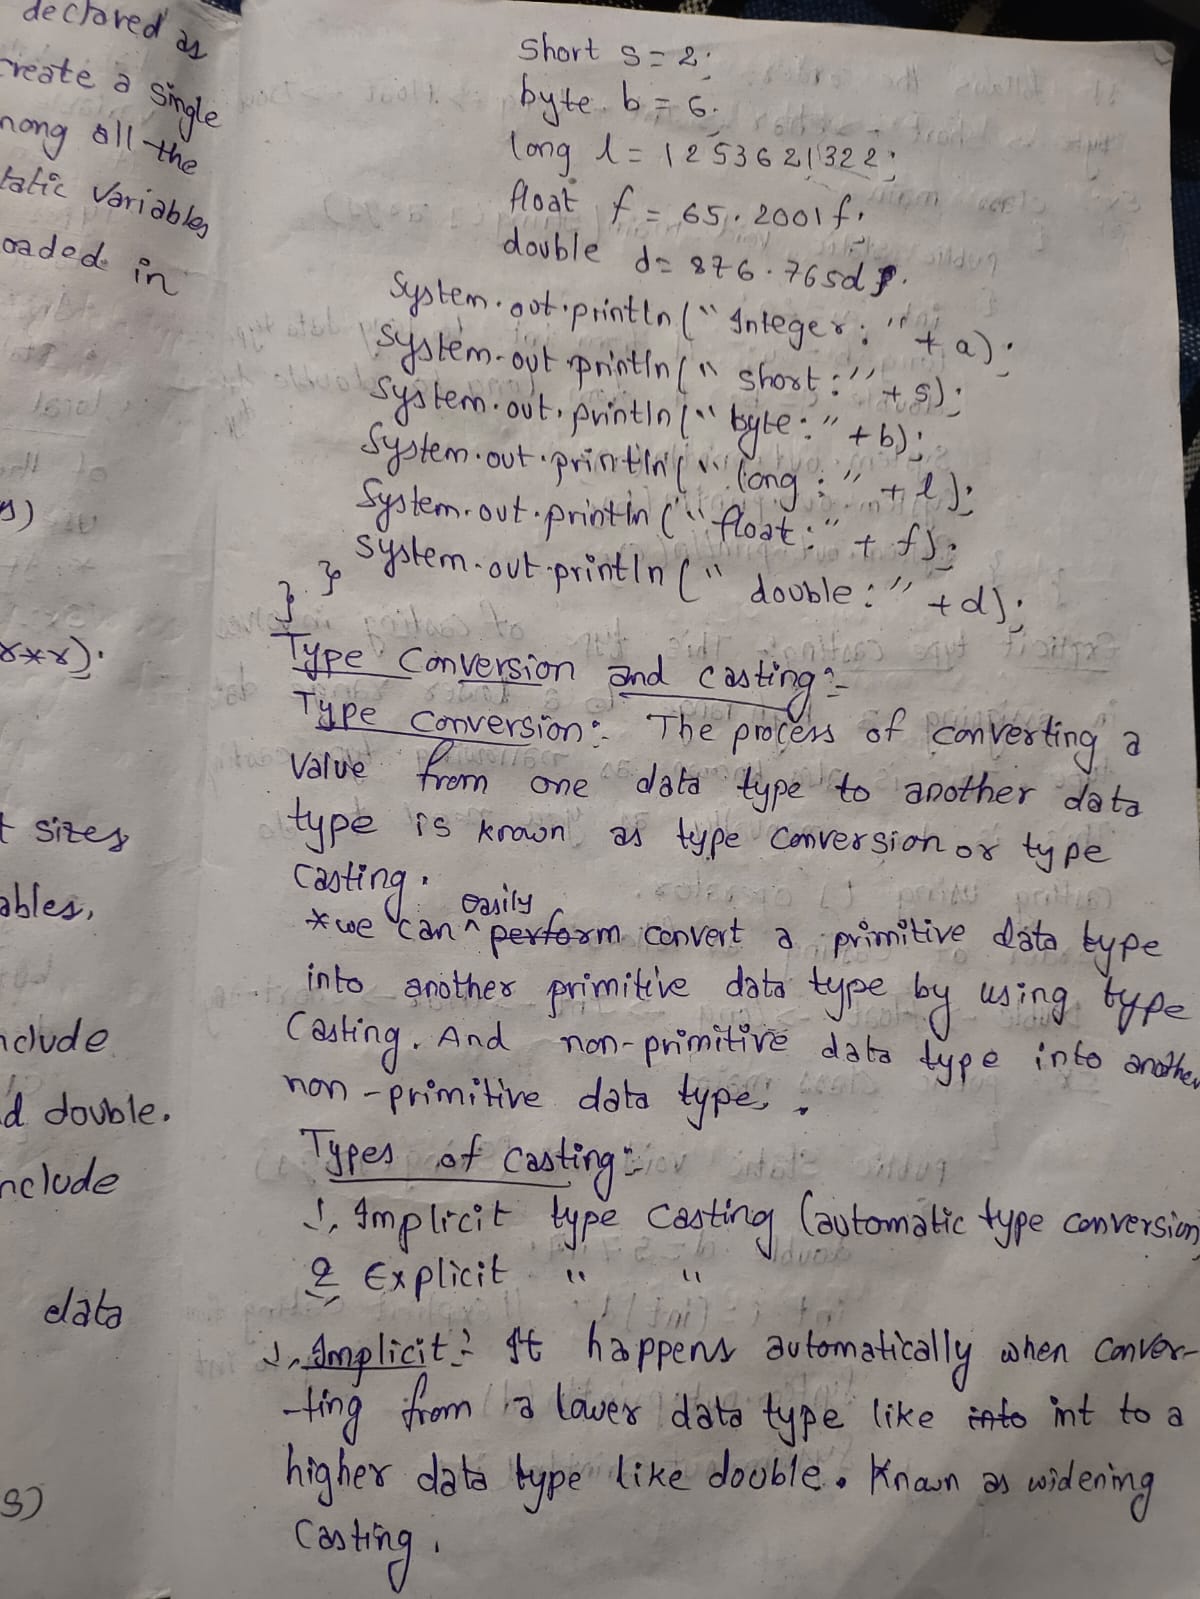 declared as
create a single
mong all the
tatic variables
oaded in
s)
r*r);
t sizes
ables,
nclude
d double.
nclude
data
s)
short s = 2;
byte b = 6;
long l = 1253621322;
float f = 65.2001f;
double d = 876.765d;
System.out.println("Integer: " + a);
System.out.println("short:" + s);
System.out.println("byte:" +b);
System.out.println("long:" + l);
System.out.println("float:" + f);
System.out.println("double:" +d);
} }
Type Conversion and casting:-
Type conversion:- The process of converting a
value from one data type to another data
type is known as type conversion or type
casting.
*we can ^easily perform convert a primitive data type
into another primitive data type by using type
casting. And non-primitive data type into another
non-primitive data type.
Types of casting:-
1. Implicit type casting (automatic type conversion)
2 Explicit " "
1. Implicit:- It happens automatically when conver-
-ting from a lower data type like into int to a
higher data type like double. Known as widening
casting.